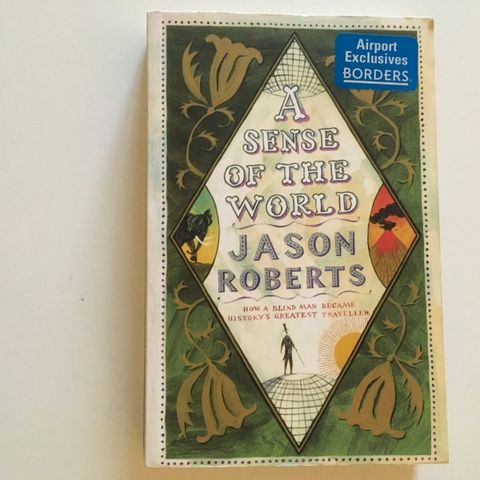 Airport
Exclusives
BORDERS
A
SENSE
OF THE
WORLD
JASON
ROBERTS
HOW A BLIND MAN BECAME
HISTORY'S GREATEST TRAVELLER